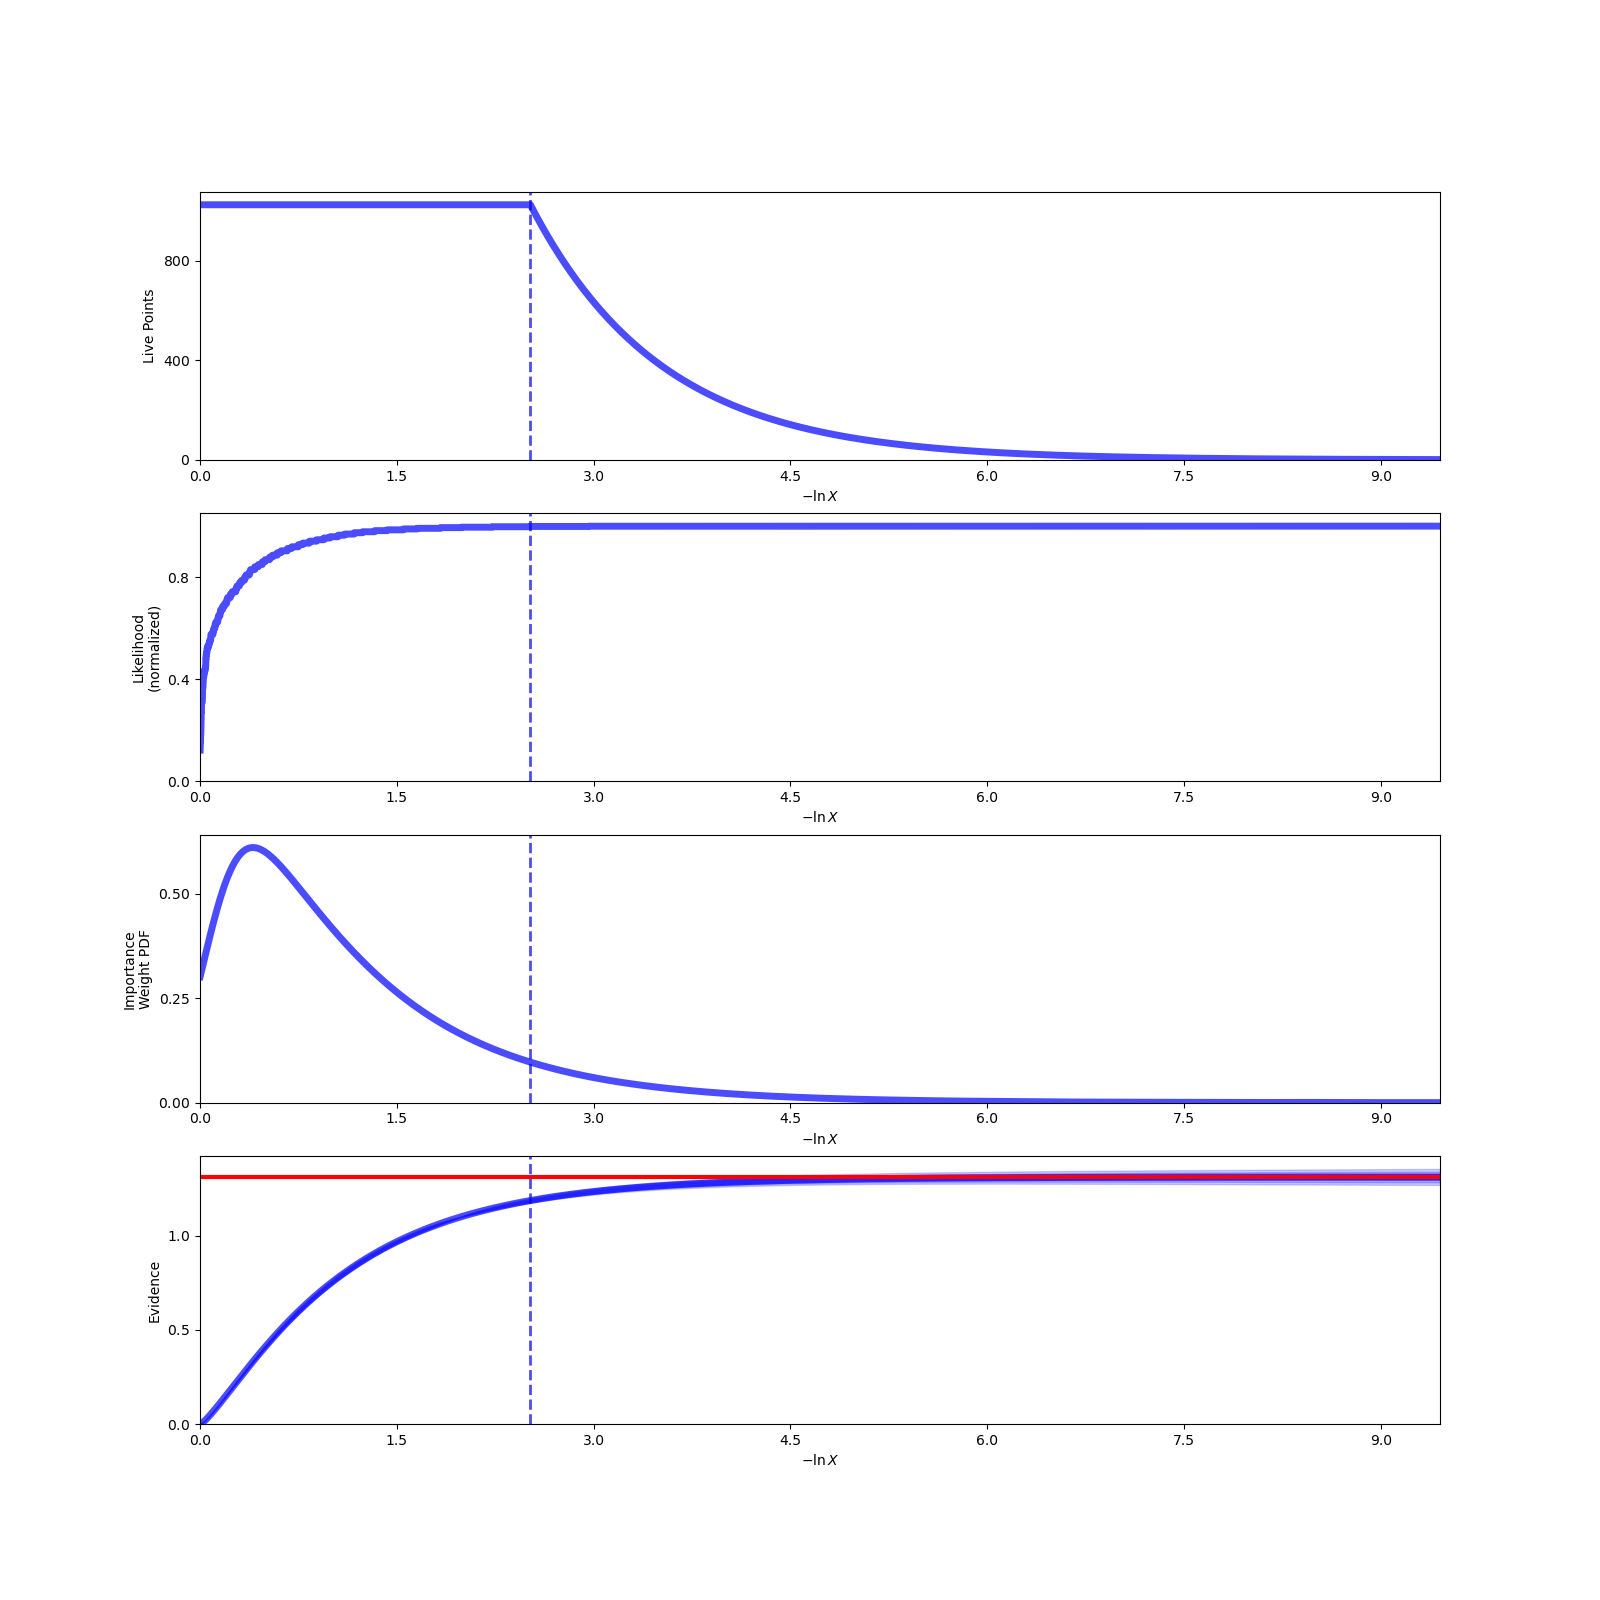 Live Points
800
400
0
0.0 1.5 3.0 4.5 6.0 7.5 9.0
−ln X
Likelihood
(normalized)
0.8
0.4
0.0
0.0 1.5 3.0 4.5 6.0 7.5 9.0
−ln X
Importance
Weight PDF
0.50
0.25
0.00
0.0 1.5 3.0 4.5 6.0 7.5 9.0
−ln X
Evidence
1.0
0.5
0.0
0.0 1.5 3.0 4.5 6.0 7.5 9.0
−ln X